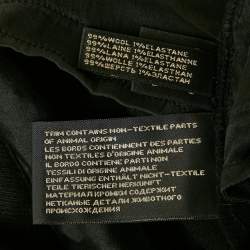 99%WOOL 1%ELASTANE
99%LAINE 1%ELASTHANNE
99%LANA 1%ELASTANE
99%WOLLE 1%ELASTHAN
99%ШЕРСТЬ 1%ЭЛАСТАН
TRIM CONTAINS NON-TEXTILE PARTS
OF ANIMAL ORIGIN
LES BORDS CONTIENNENT DES PARTIES
NON TEXTILES D'ORIGINE ANIMALE
IL BORDO CONTIENE PARTI NON
TESSILI DI ORIGINE ANIMALE
EINFASSUNG ENTHÄLT NICHT-TEXTILE
TEILE TIERISCHER HERKUNFT
МАТЕРИАЛ КРОМКИ СОДЕРЖИТ
НЕТКАНЫЕ ДЕТАЛИ ЖИВОТНОГО
ПРОИСХОЖДЕНИЯ